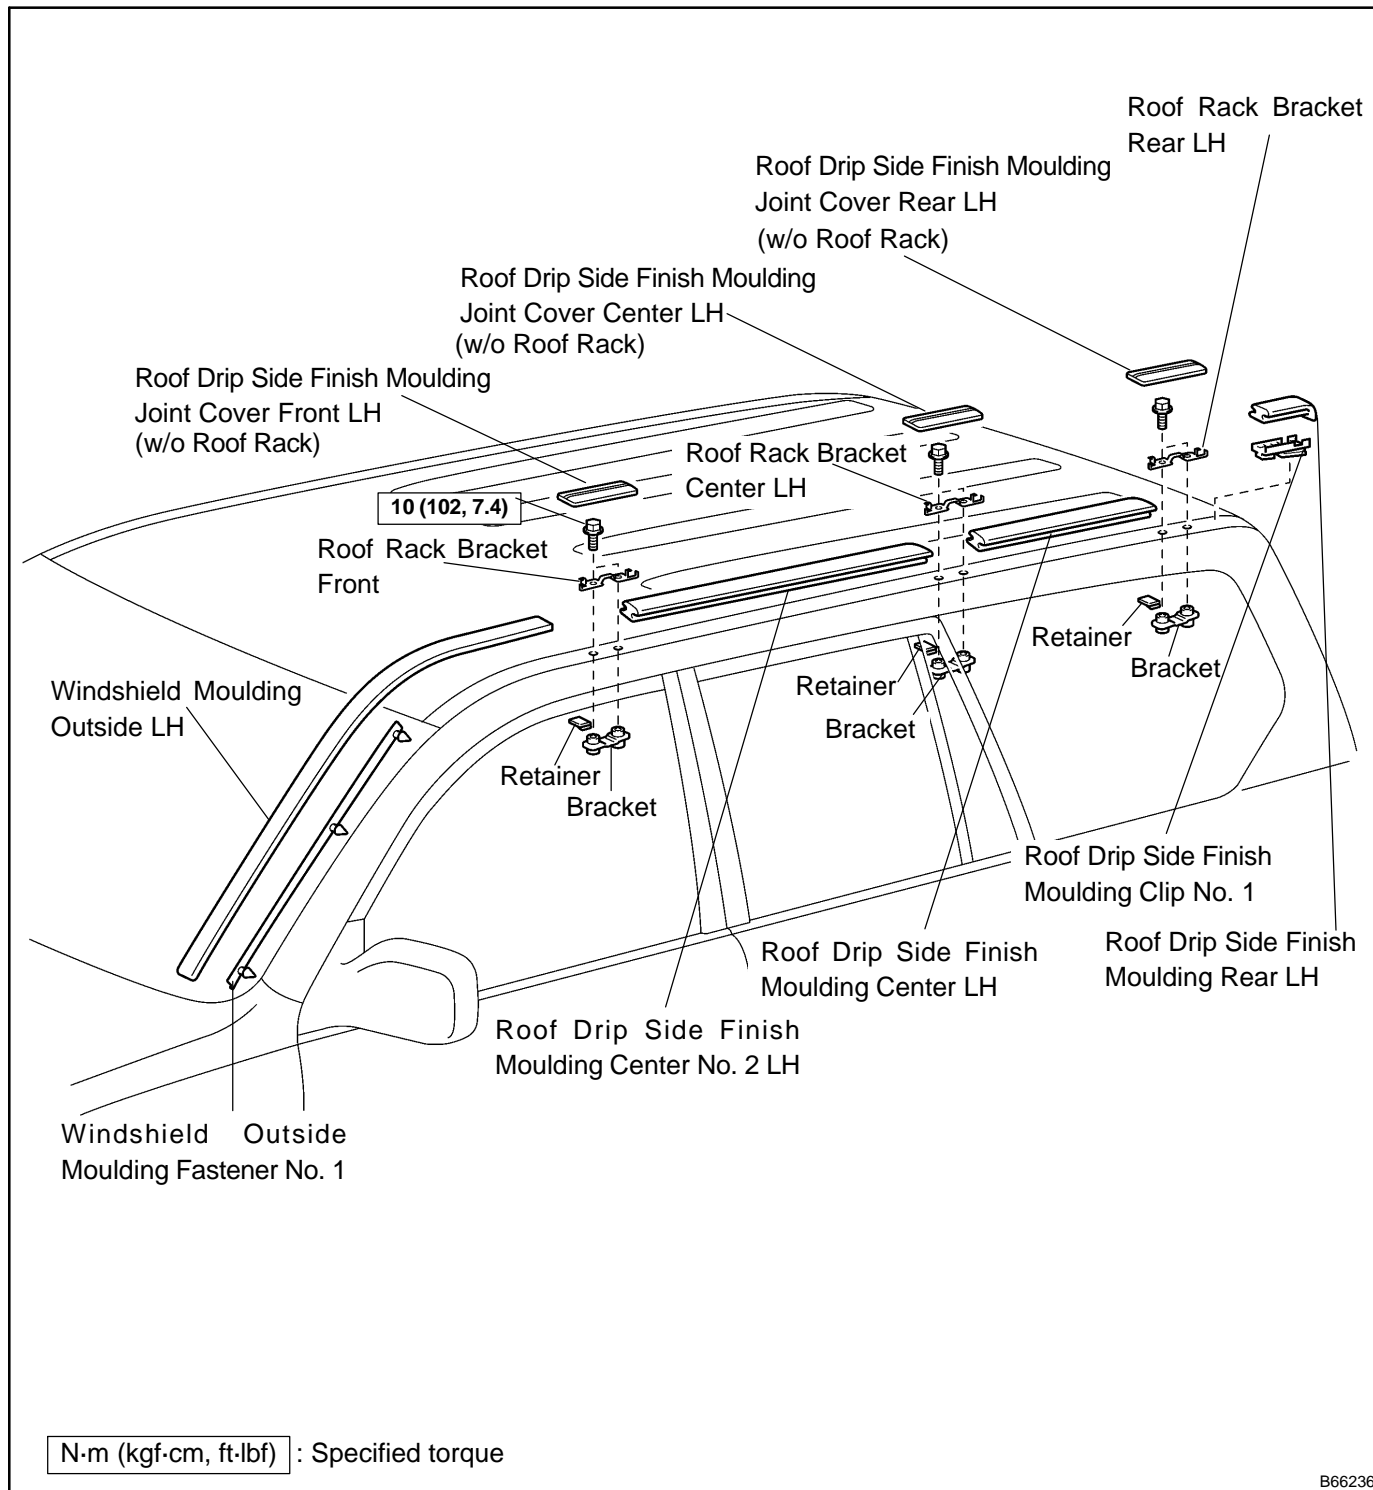 Roof Rack Bracket
Rear LH
Roof Drip Side Finish Moulding
Joint Cover Rear LH
(w/o Roof Rack)
Roof Drip Side Finish Moulding
Joint Cover Center LH
(w/o Roof Rack)
Roof Drip Side Finish Moulding
Joint Cover Front LH
(w/o Roof Rack)
Roof Rack Bracket
Center LH
10 (102, 7.4)
Roof Rack Bracket
Front
Retainer
Bracket
Windshield Moulding
Outside LH
Retainer
Bracket
Retainer
Bracket
Roof Drip Side Finish
Moulding Clip No. 1
Roof Drip Side Finish
Moulding Rear LH
Roof Drip Side Finish
Moulding Center LH
Roof Drip Side Finish
Moulding Center No. 2 LH
Windshield Outside
Moulding Fastener No. 1
N·m (kgf·cm, ft·lbf) : Specified torque
B66236